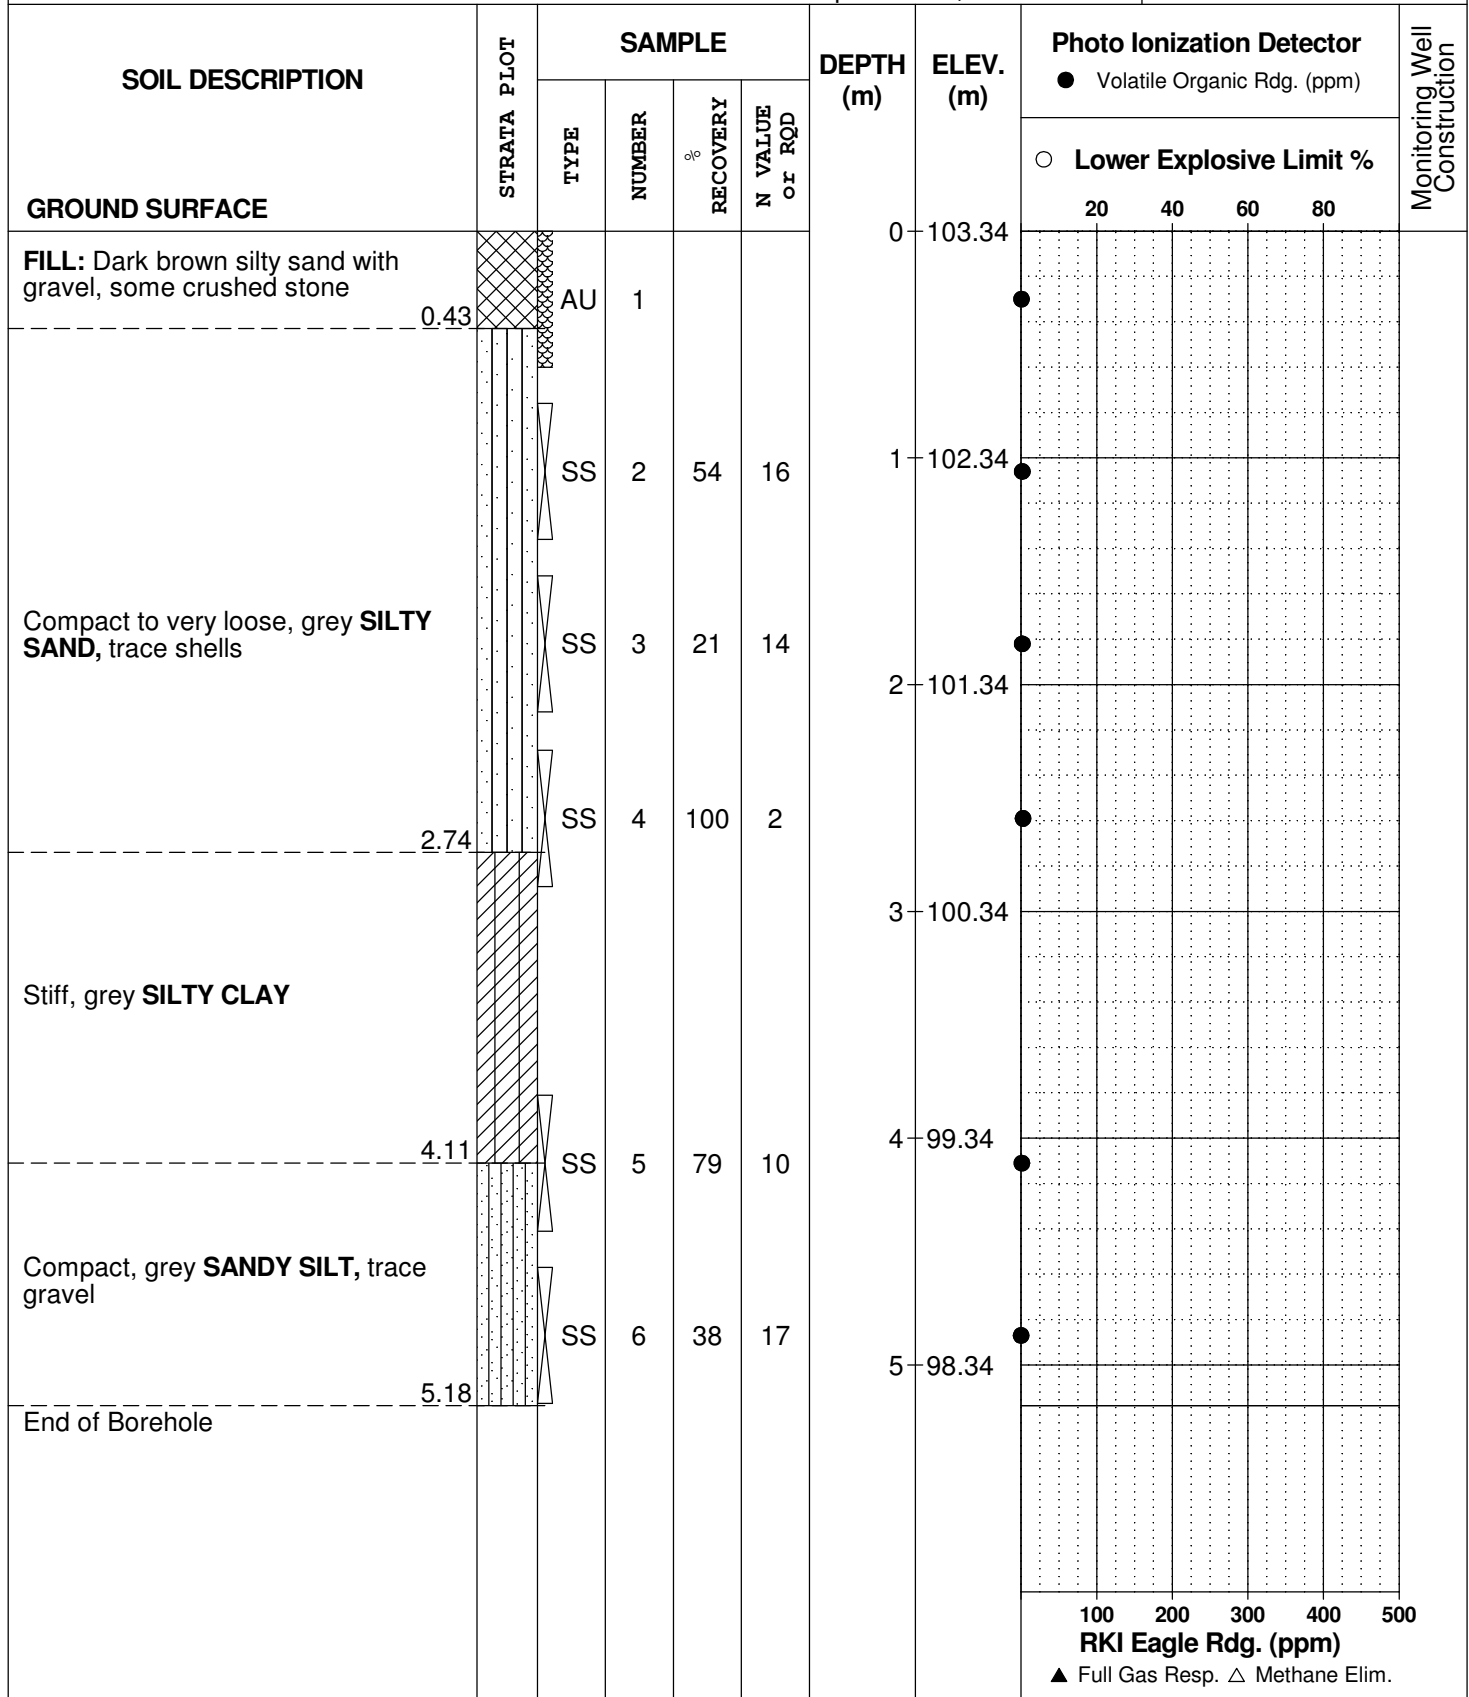 SOIL DESCRIPTION
GROUND SURFACE
STRATA PLOT
SAMPLE
TYPE
NUMBER
%
RECOVERY
N VALUE
or RQD
DEPTH
(m)
ELEV.
(m)
Photo Ionization Detector
● Volatile Organic Rdg. (ppm)
○ Lower Explosive Limit %
20 40 60 80
Monitoring Well
Construction
0 103.34
FILL: Dark brown silty sand with
gravel, some crushed stone
0.43
AU 1
1 102.34
SS 2 54 16
Compact to very loose, grey SILTY
SAND, trace shells
SS 3 21 14
2 101.34
SS 4 100 2
2.74
3 100.34
Stiff, grey SILTY CLAY
4 99.34
4.11
SS 5 79 10
Compact, grey SANDY SILT, trace
gravel
SS 6 38 17
5 98.34
5.18
End of Borehole
100 200 300 400 500
RKI Eagle Rdg. (ppm)
▲ Full Gas Resp. △ Methane Elim.